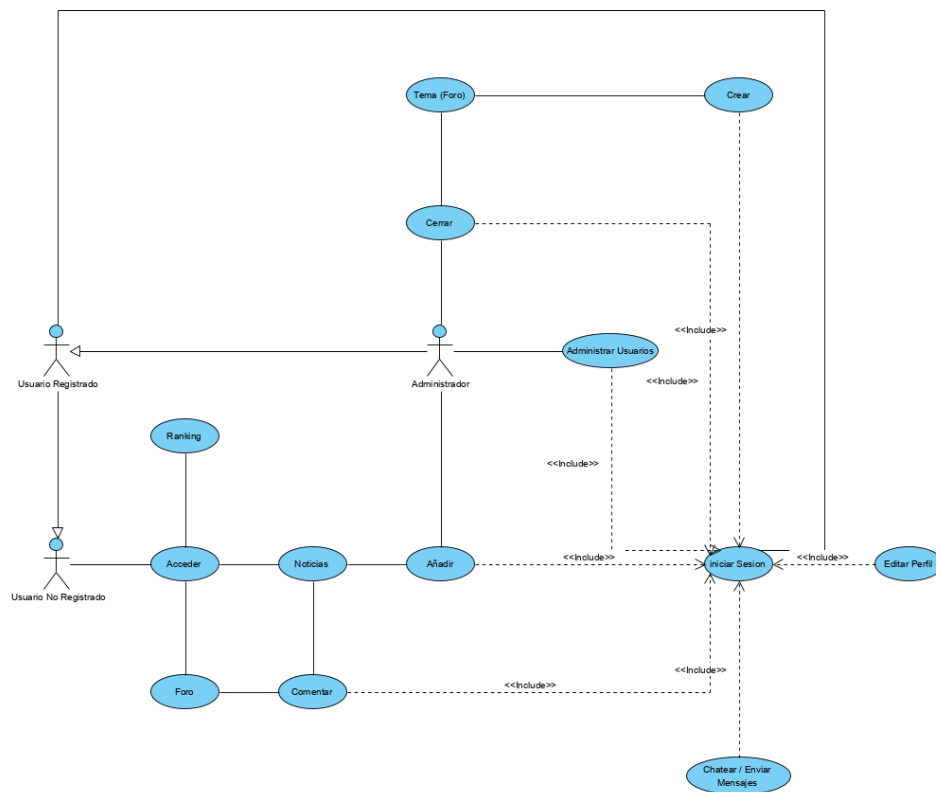 Tema (Foro)
Crear
Cerrar
<<Include>>
Administrar Usuarios
Usuario Registrado
Administrador
<<Include>>
Ranking
<<Include>>
Usuario No Registrado
Acceder
Noticias
Añadir
<<Include>>
iniciar Sesion
<<Include>>
Editar Perfil
Foro
Comentar
<<Include>>
<<Include>>
Chatear / Enviar
Mensajes